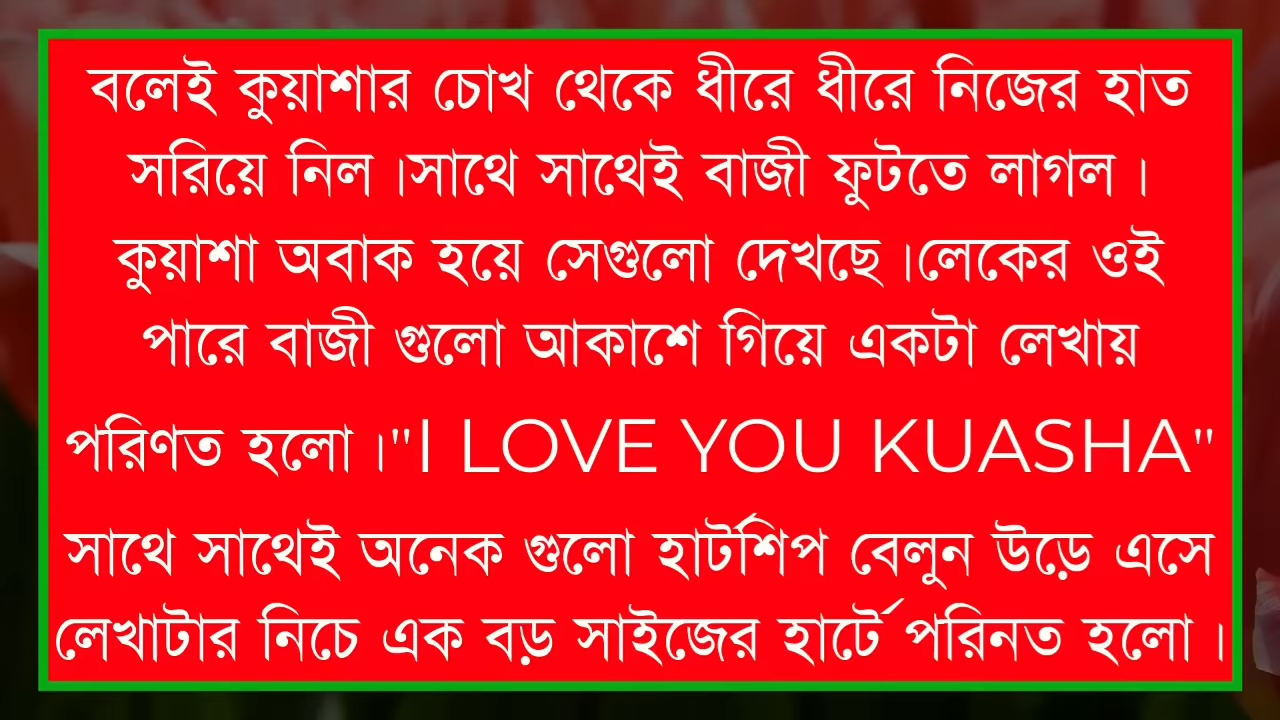 বলেই কুয়াশার চোখ থেকে ধীরে ধীরে নিজের হাত
সরিয়ে নিল।সাথে সাথেই বাজী ফুটতে লাগল।
কুয়াশা অবাক হয়ে সেগুলো দেখছে।লেকের ওই
পারে বাজী গুলো আকাশে গিয়ে একটা লেখায়
পরিণত হলো।"I LOVE YOU KUASHA"
সাথে সাথেই অনেক গুলো হার্টশিপ বেলুন উড়ে এসে
লেখাটার নিচে এক বড় সাইজের হার্টে পরিনত হলো।